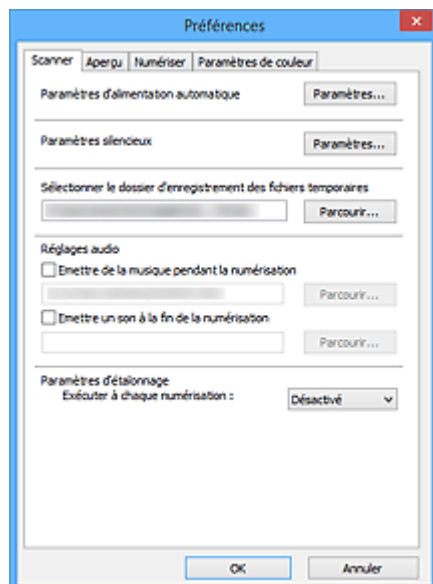 Préférences
Scanner Aperçu Numériser Paramètres de couleur
Paramètres d'alimentation automatique Paramètres...
Paramètres silencieux Paramètres...
Sélectionner le dossier d'enregistrement des fichiers temporaires
Parcourir...
Réglages audio
Emettre de la musique pendant la numérisation
Parcourir...
Emettre un son à la fin de la numérisation
Parcourir...
Paramètres d'étalonnage
Exécuter à chaque numérisation : Désactivé
OK Annuler